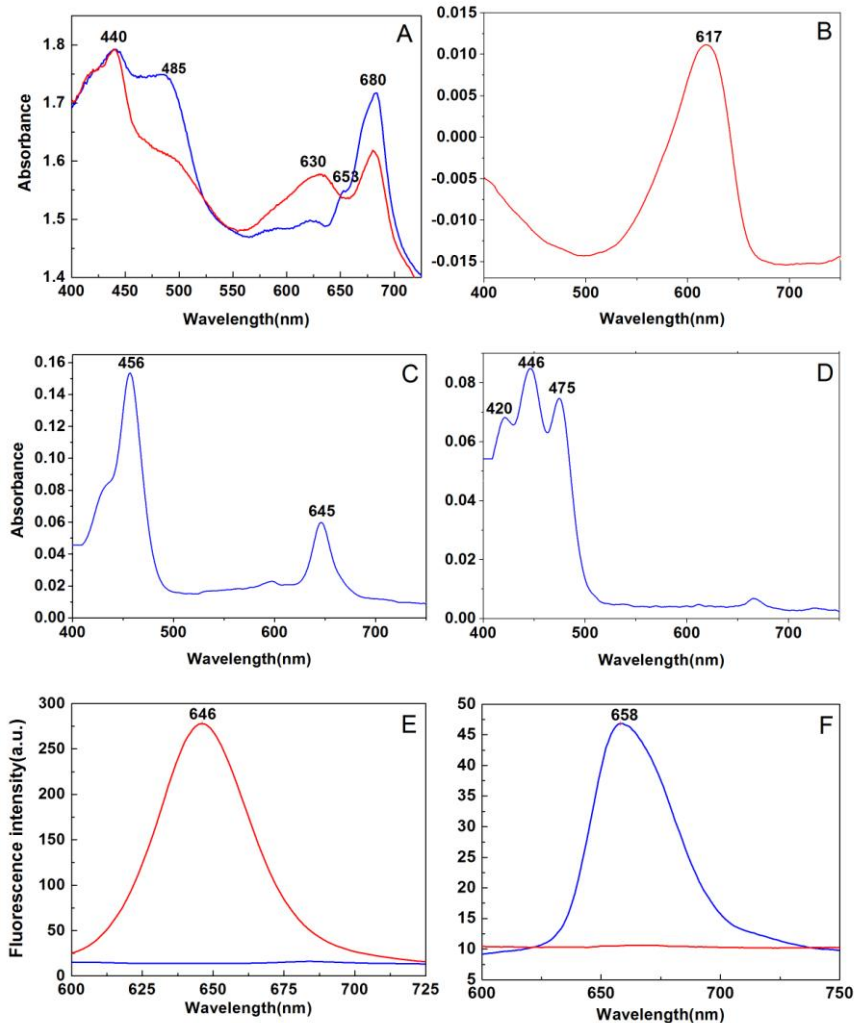 A
440
485
680
630
653
1.8
1.7
1.6
1.5
1.4
Absorbance
400 450 500 550 600 650 700
Wavelength(nm)
B
617
0.015
0.010
0.005
0.000
-0.005
-0.010
-0.015
400 500 600 700
Wavelength(nm)
C
456
645
0.16
0.14
0.12
0.10
0.08
0.06
0.04
0.02
0.00
Absorbance
400 500 600 700
Wavelength(nm)
D
446
475
420
0.08
0.06
0.04
0.02
0.00
400 500 600 700
Wavelength(nm)
E
646
300
250
200
150
100
50
0
Fluorescence intensity(a.u.)
600 625 650 675 700 725
Wavelength(nm)
F
658
50
45
40
35
30
25
20
15
10
5
600 650 700 750
Wavelength(nm)